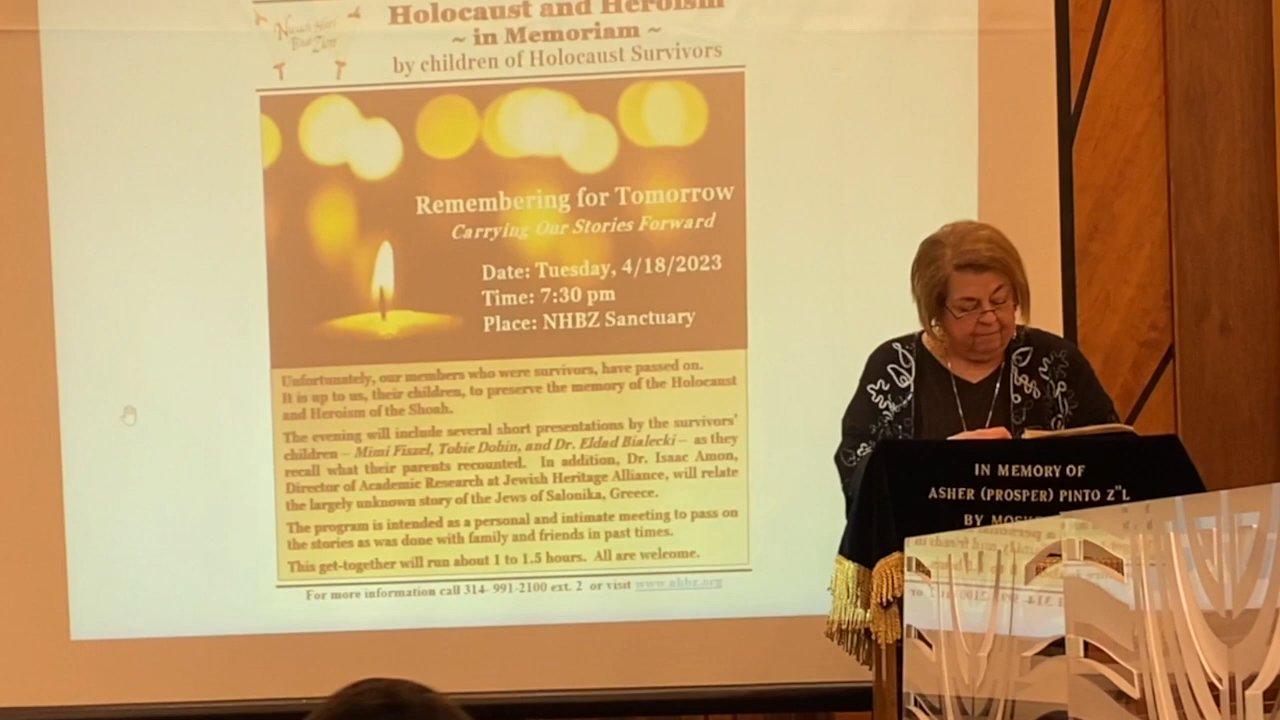 Holocaust and Heroism
~ in Memoriam ~
by children of Holocaust Survivors
Remembering for Tomorrow
Carrying Our Stories Forward
Date: Tuesday, 4/18/2023
Time: 7:30 pm
Place: NHBZ Sanctuary
Unfortunately, our members who were survivors, have passed on.
It is up to us, their children, to preserve the memory of the Holocaust
and Heroism of the Shoah.
The evening will include several short presentations by the survivors'
children – Mimi Fiszel, Tobie Dobin, and Dr. Eldad Bialecki – as they
recall what their parents recounted. In addition, Dr. Isaac Amon,
Director of Academic Research at Jewish Heritage Alliance, will relate
the largely unknown story of the Jews of Salonika, Greece.
The program is intended as a personal and intimate meeting to pass on
the stories as was done with family and friends in past times.
This get-together will run about 1 to 1.5 hours. All are welcome.
For more information call 314- 991-2100 ext. 2 or visit www.nhbz.org
IN MEMORY OF
ASHER (PROSPER) PINTO Z"L
BY